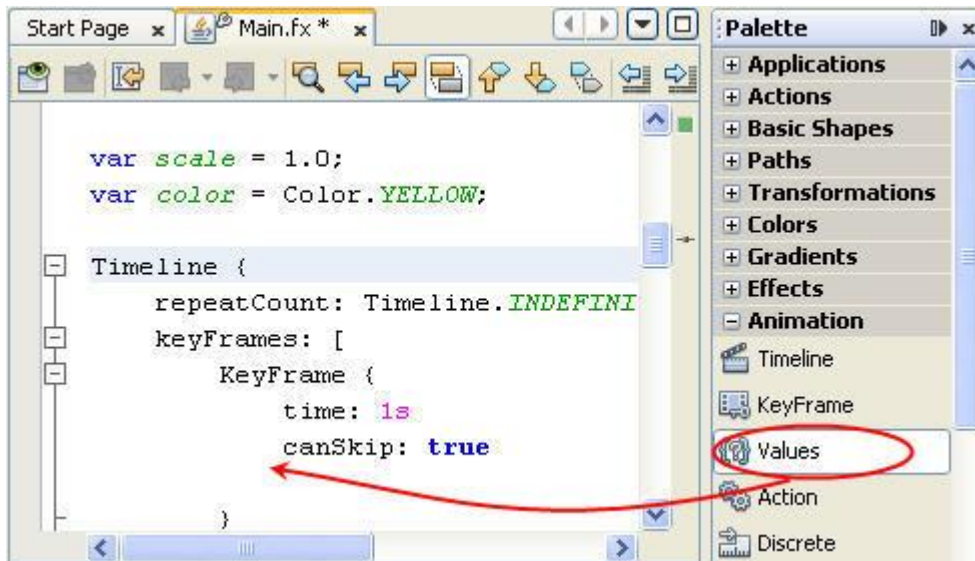 Start Page x Main.fx * x
var scale = 1.0;
var color = Color.YELLOW;
Timeline {
repeatCount: Timeline.INDEFINI
keyFrames: [
KeyFrame {
time: 1s
canSkip: true
}
Palette
Applications
Actions
Basic Shapes
Paths
Transformations
Colors
Gradients
Effects
Animation
Timeline
KeyFrame
Values
Action
Discrete